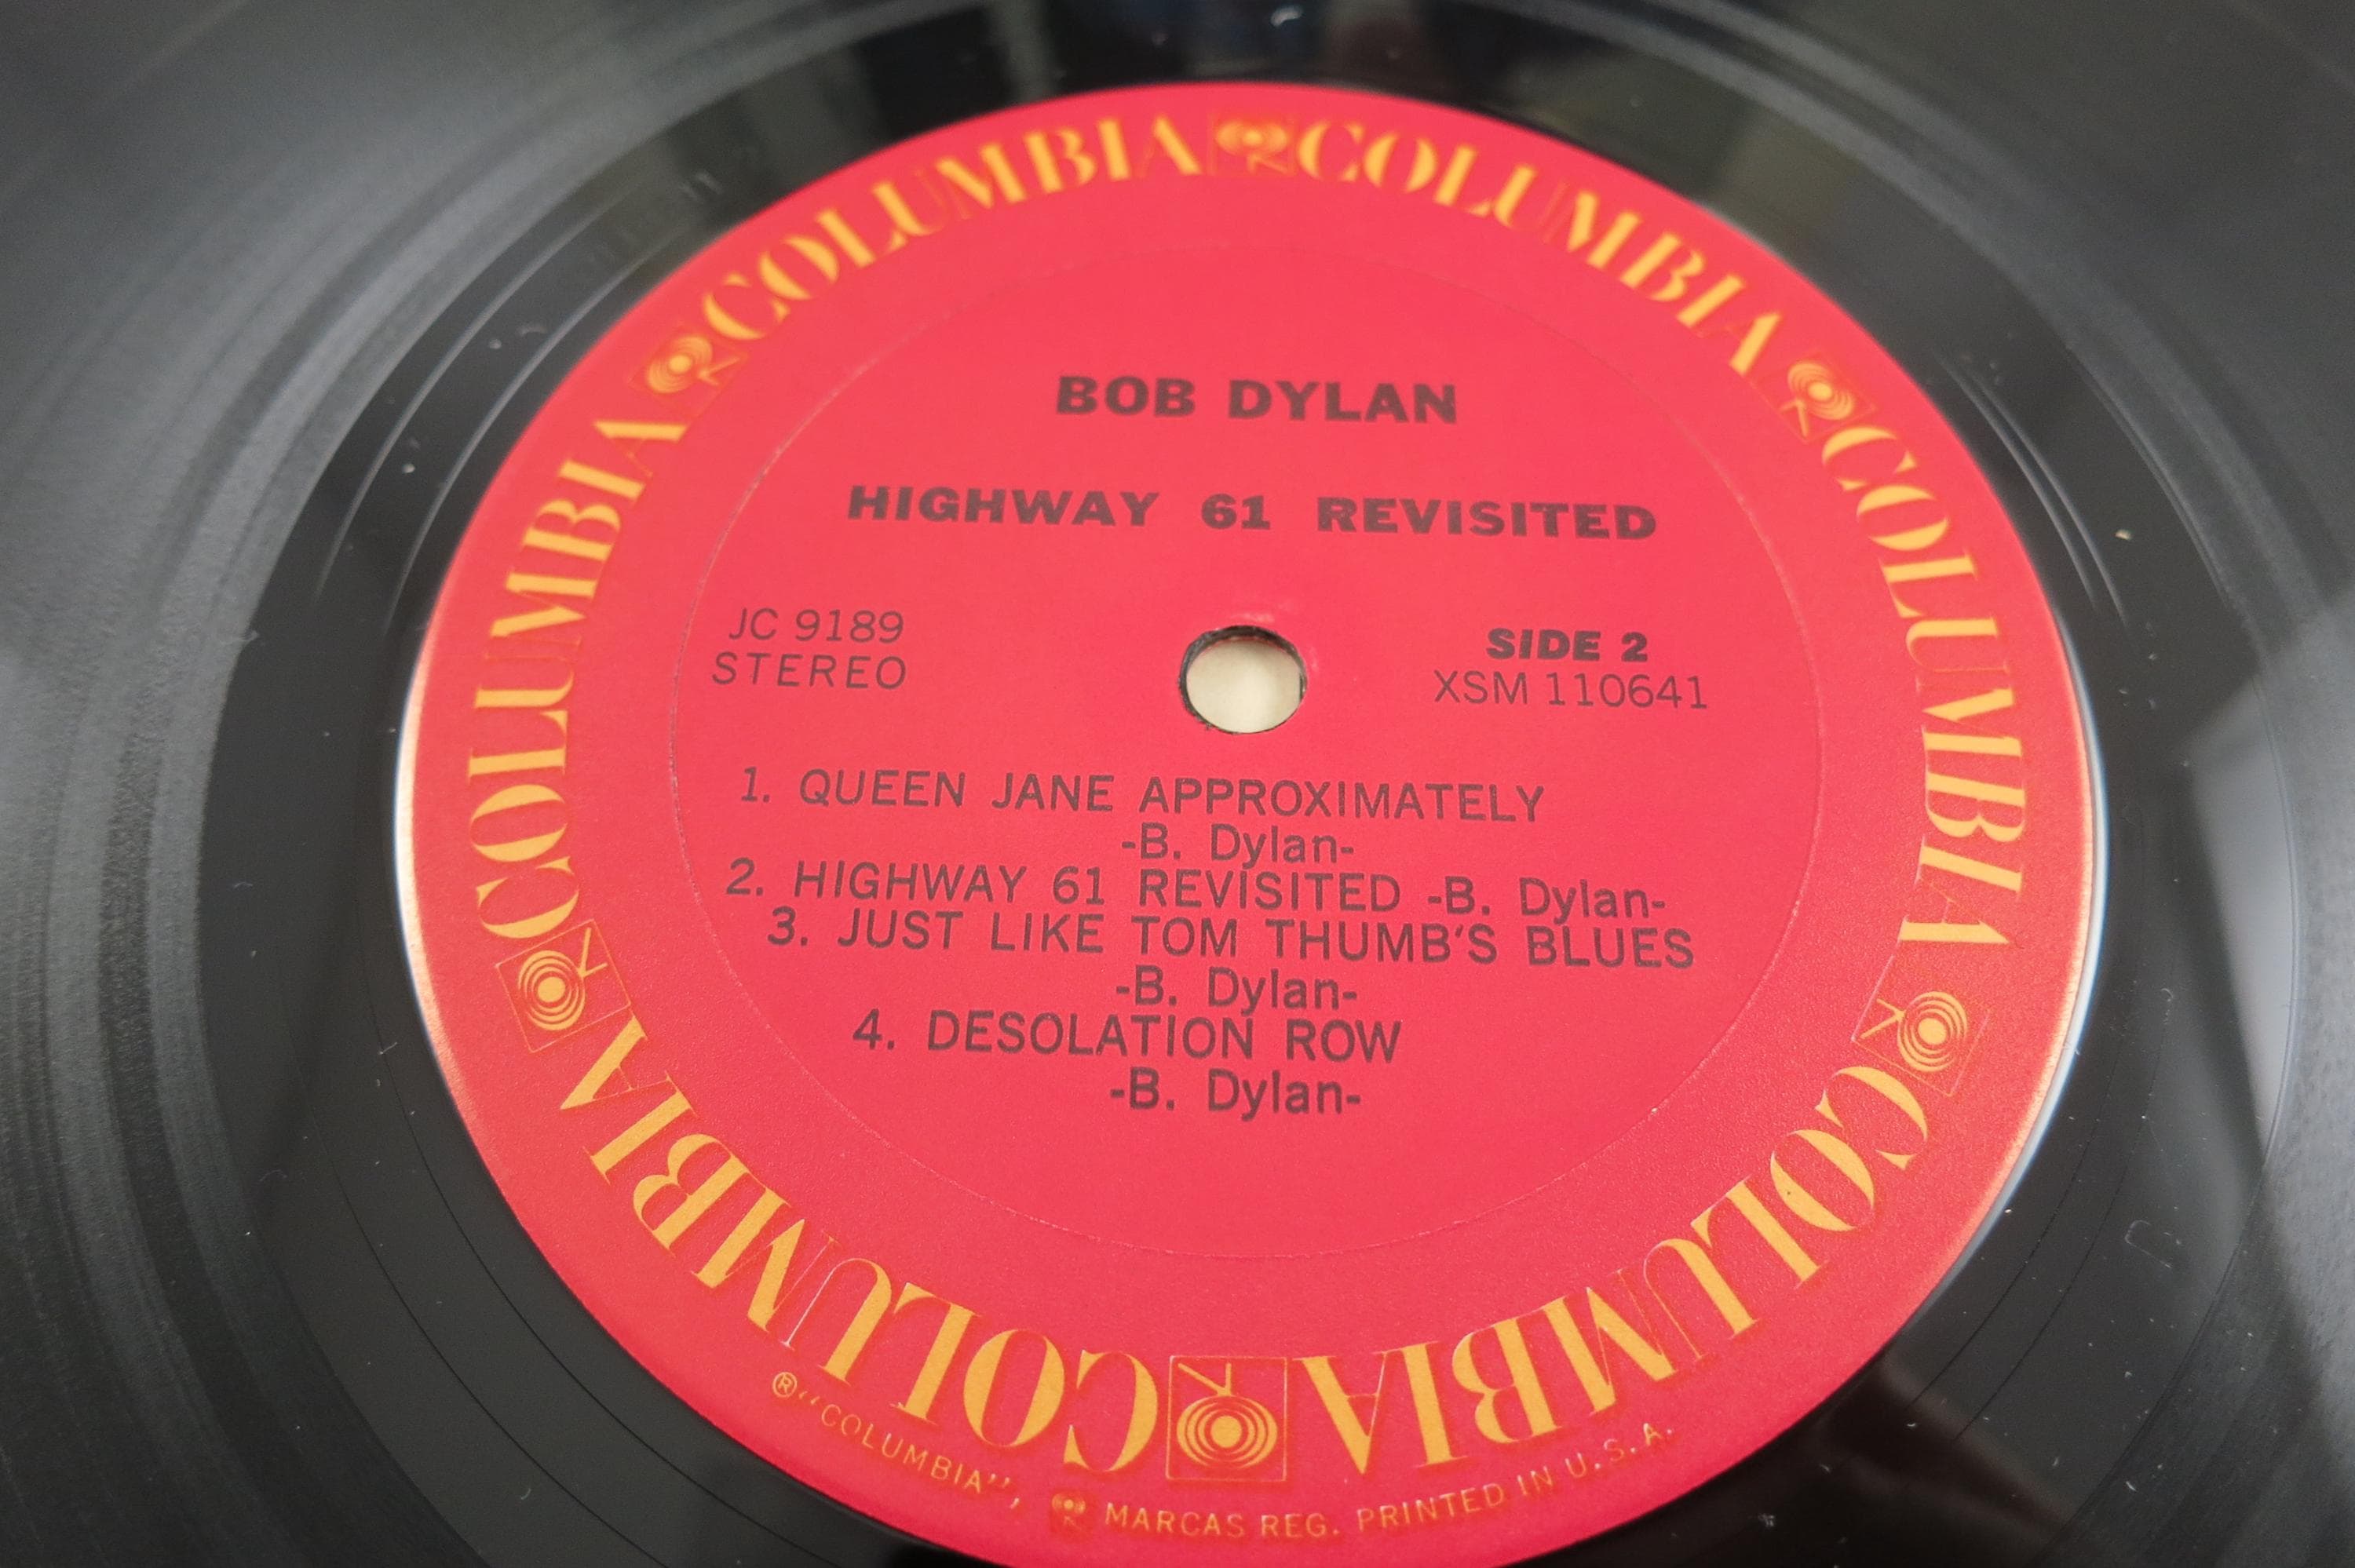 COLUMBIA COLUMBIA COLUMBIA COLUMBIA COLUMBIA COLUMBIA
BOB DYLAN
HIGHWAY 61 REVISITED
JC 9189
STEREO
SIDE 2
XSM 110641
1. QUEEN JANE APPROXIMATELY
-B. Dylan-
2. HIGHWAY 61 REVISITED -B. Dylan-
3. JUST LIKE TOM THUMB'S BLUES
-B. Dylan-
4. DESOLATION ROW
-B. Dylan-
® "COLUMBIA", MARCAS REG. PRINTED IN U.S.A.